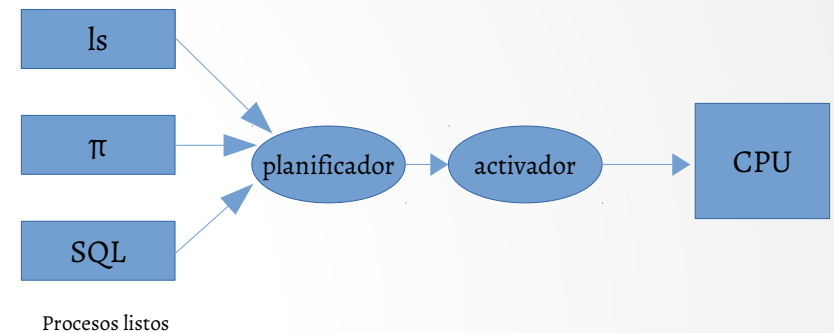 ls
π
SQL
planificador
activador
CPU
Procesos listos